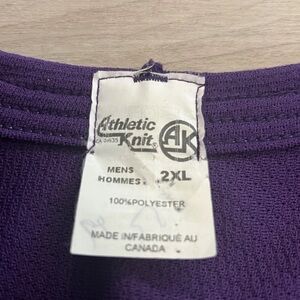 Athletic
Knit
AK
MENS
HOMMES
2XL
100%POLYESTER
MADE IN/FABRIQUÉ AU
CANADA